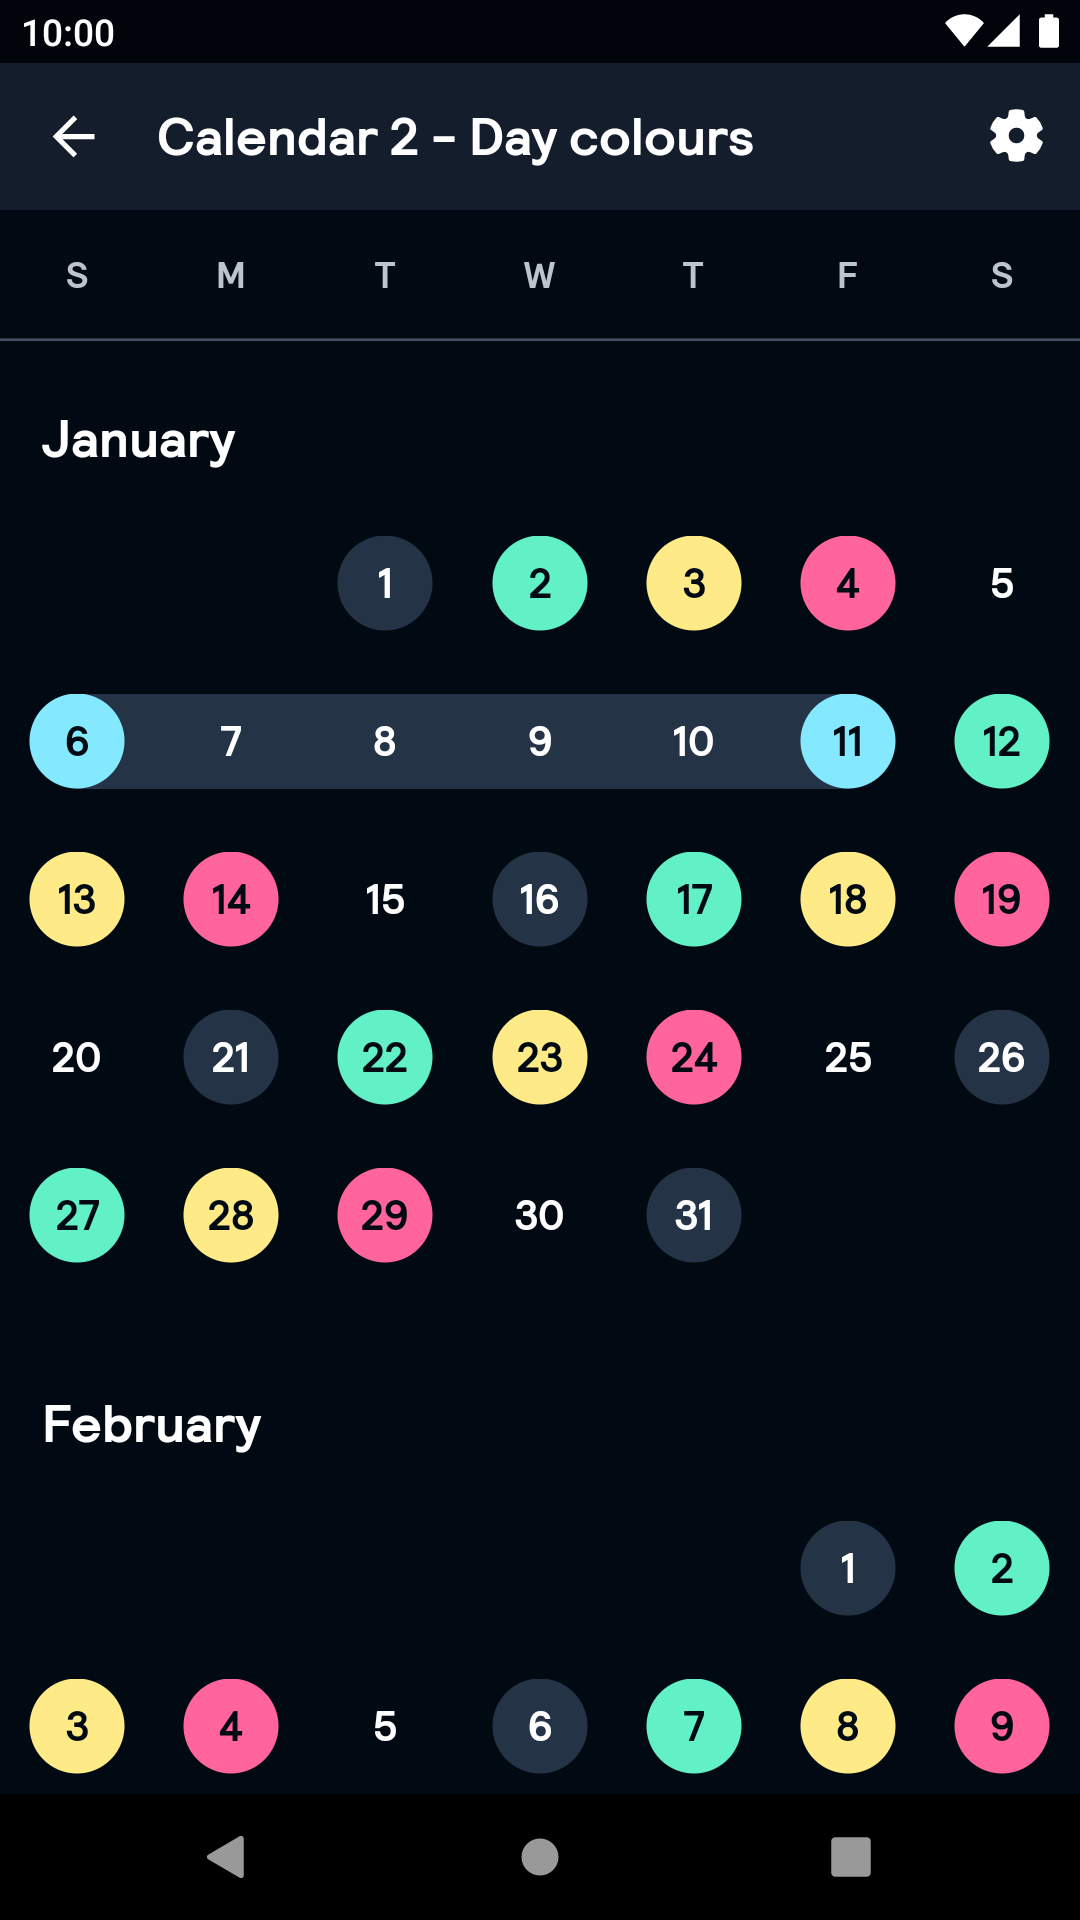 10:00
Calendar 2 – Day colours
S M T W T F S
January
1 2 3 4 5
6 7 8 9 10 11 12
13 14 15 16 17 18 19
20 21 22 23 24 25 26
27 28 29 30 31
February
1 2
3 4 5 6 7 8 9